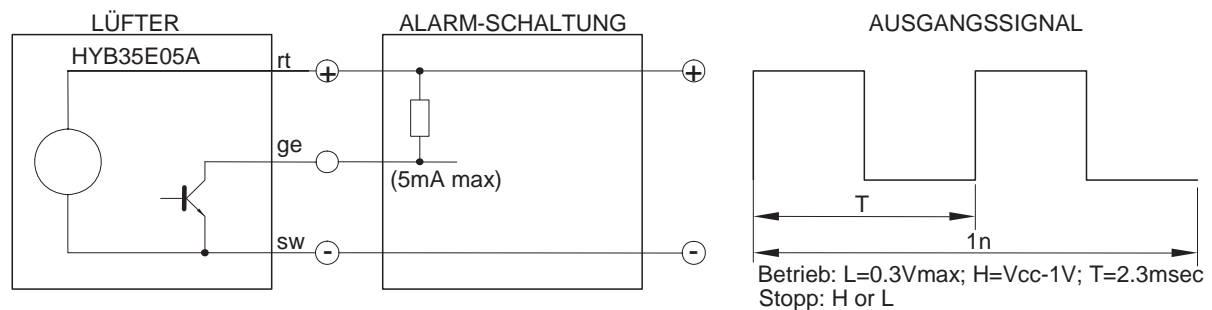 LÜFTER
ALARM-SCHALTUNG
AUSGANGSSIGNAL
HYB35E05A
rt
+
+
ge
(5mA max)
T
sw
-
-
1n
Betrieb: L=0.3Vmax; H=Vcc-1V; T=2.3msec
Stopp: H or L